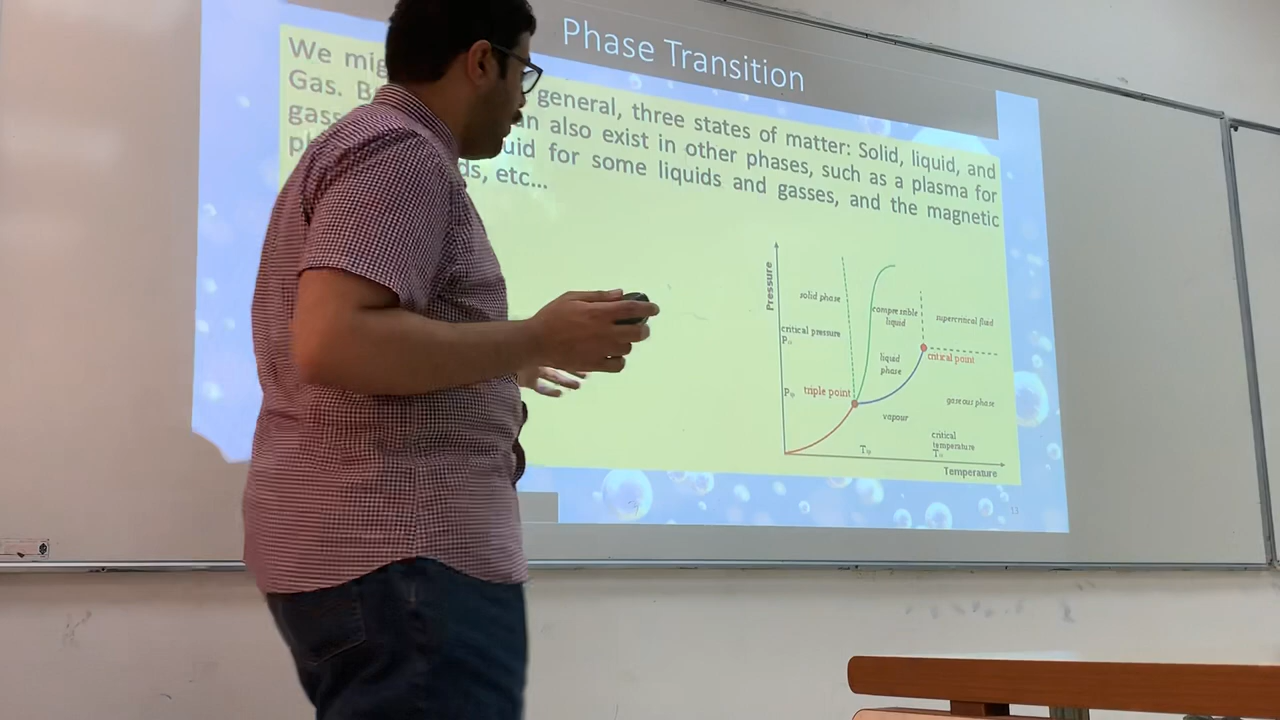 Phase Transition
We mig
Gas. B general, three states of matter: Solid, liquid, and
gass an also exist in other phases, such as a plasma for
p uid for some liquids and gasses, and the magnetic
ds, etc...
Pressure
solid phase
compressible
liquid
supercritical fluid
critical pressure
critical point
liquid
phase
triple point
gaseous phase
vapour
critical
temperature
Temperature
13